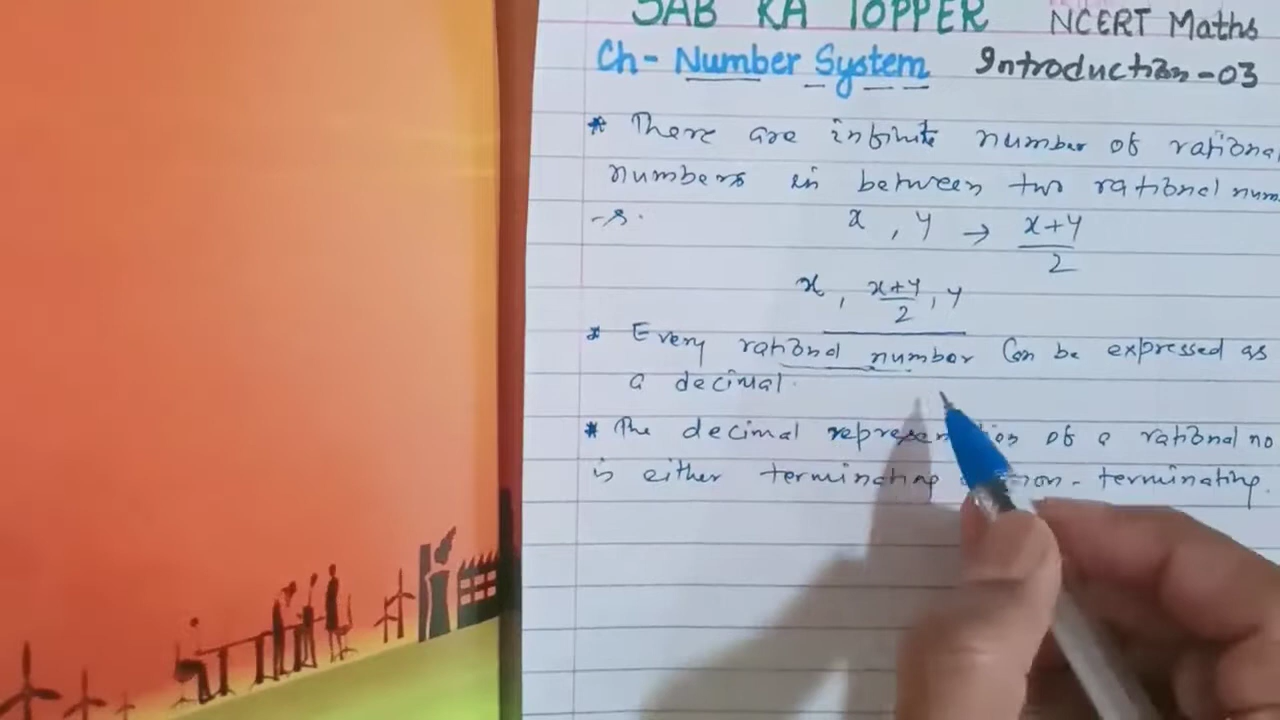 SAB KA TOPPER NCERT Maths
Ch- Number System Introduction-03
* There are infinite number of rational
numbers in between two rational num
-s.
x , y → x+y/2
x , x+y/2 , y
* Every rational number Can be expressed as
a decimal.
* The decimal of a rational no
is either terminating non-terminating.